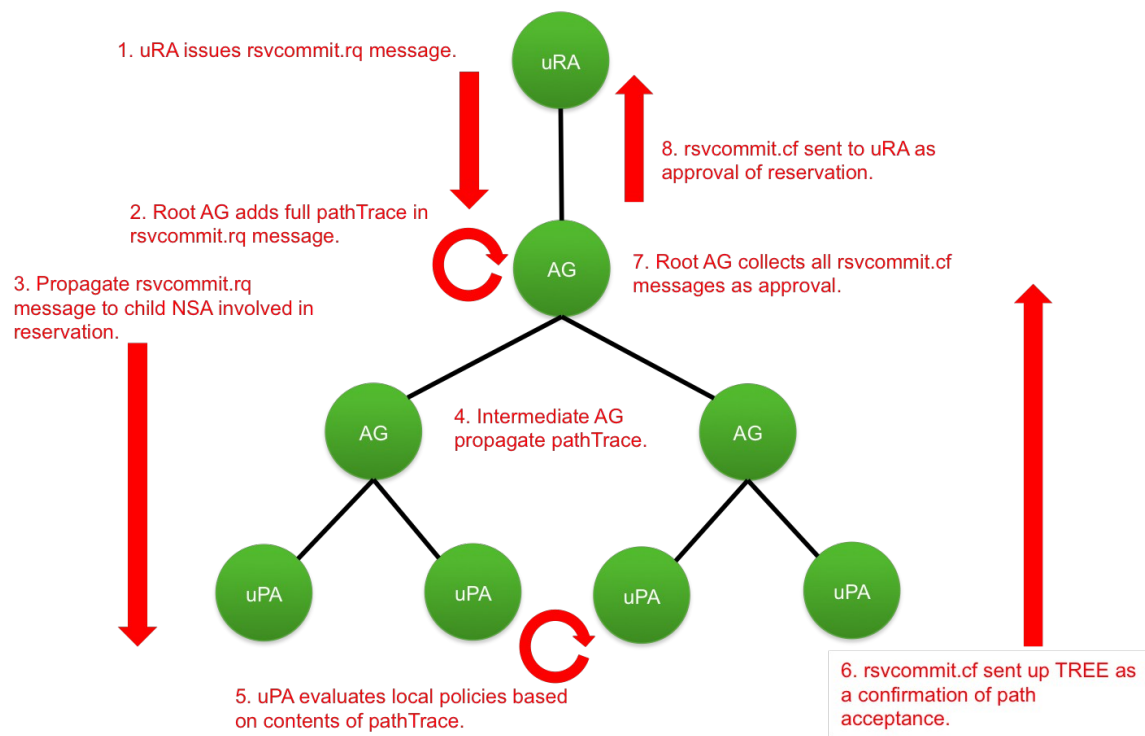 1. uRA issues rsvcommit.rq message.
uRA
8. rsvcommit.cf sent to uRA as
approval of reservation.
2. Root AG adds full pathTrace in
rsvcommit.rq message.
AG
7. Root AG collects all rsvcommit.cf
messages as approval.
3. Propagate rsvcommit.rq
message to child NSA involved in
reservation.
AG
4. Intermediate AG
propagate pathTrace.
AG
uPA
uPA
uPA
uPA
5. uPA evaluates local policies based
on contents of pathTrace.
6. rsvcommit.cf sent up TREE as
a confirmation of path
acceptance.